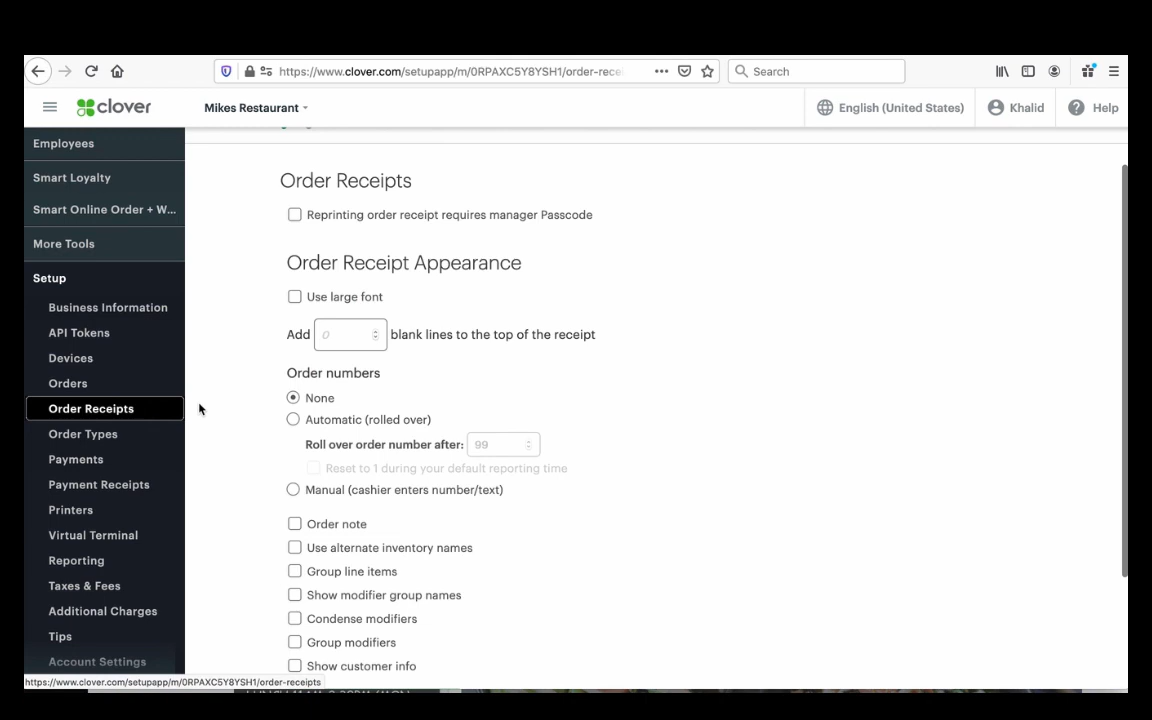 https://www.clover.com/setupapp/m/0RPAXC5Y8YSH1/order-rece
Search
clover
Mikes Restaurant
English (United States)
Khalid
Help
Employees
Smart Loyalty
Smart Online Order + W...
More Tools
Setup
Business Information
API Tokens
Devices
Orders
Order Receipts
Order Types
Payments
Payment Receipts
Printers
Virtual Terminal
Reporting
Taxes & Fees
Additional Charges
Tips
Account Settings
Order Receipts
Reprinting order receipt requires manager Passcode
Order Receipt Appearance
Use large font
Add 0 blank lines to the top of the receipt
Order numbers
None
Automatic (rolled over)
Roll over order number after: 99
Reset to 1 during your default reporting time
Manual (cashier enters number/text)
Order note
Use alternate inventory names
Group line items
Show modifier group names
Condense modifiers
Group modifiers
Show customer info
https://www.clover.com/setupapp/m/0RPAXC5Y8YSH1/order-receipts